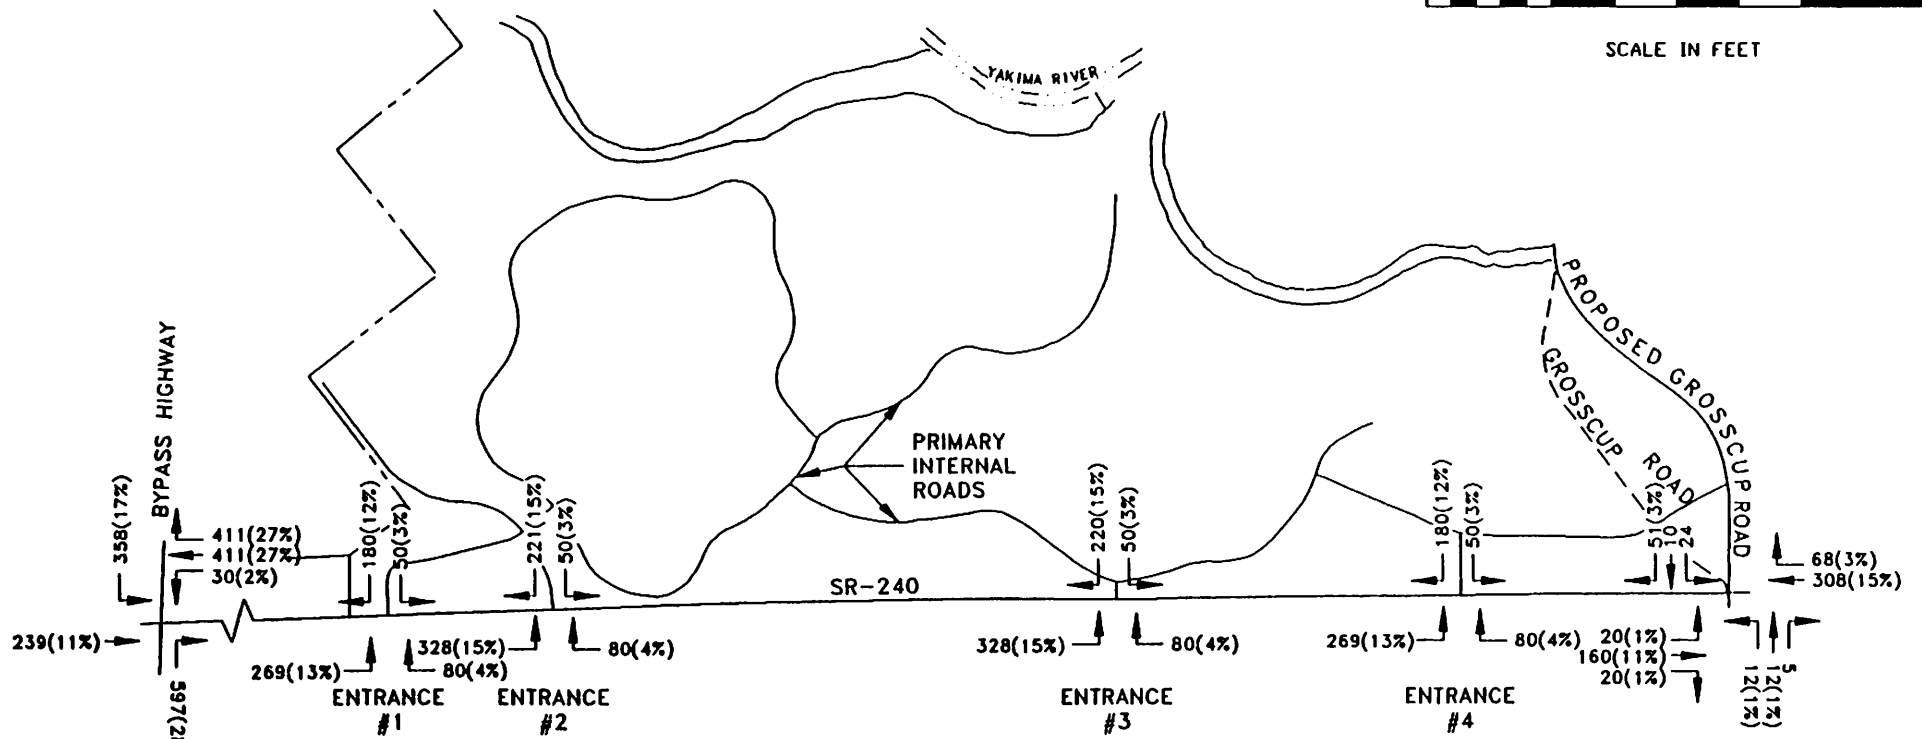 SCALE IN FEET
YAKIMA RIVER
PROPOSED GROSSCUP ROAD
GROSSCUP ROAD
BYPASS HIGHWAY
PRIMARY
INTERNAL
ROADS
358(17%)
411(27%)
411(27%)
30(2%)
239(11%)
180(12%)
50(3%)
221(15%)
50(3%)
220(15%)
50(3%)
180(12%)
50(3%)
51(3%)
10
24
68(3%)
308(15%)
SR-240
269(13%)
80(4%)
328(15%)
80(4%)
328(15%)
80(4%)
269(13%)
80(4%)
20(1%)
160(11%)
20(1%)
12(1%)
12(1%)
5
ENTRANCE
#1
ENTRANCE
#2
ENTRANCE
#3
ENTRANCE
#4